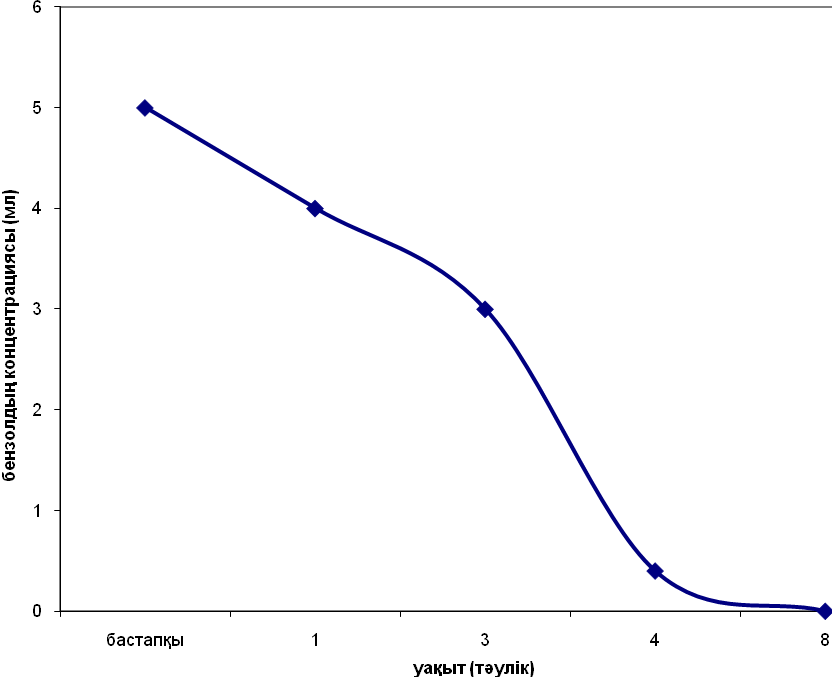 6
5
4
3
2
1
0
бензолдың концентрациясы (мл)
бастапқы 1 3 4 8
уақыт (тәулік)